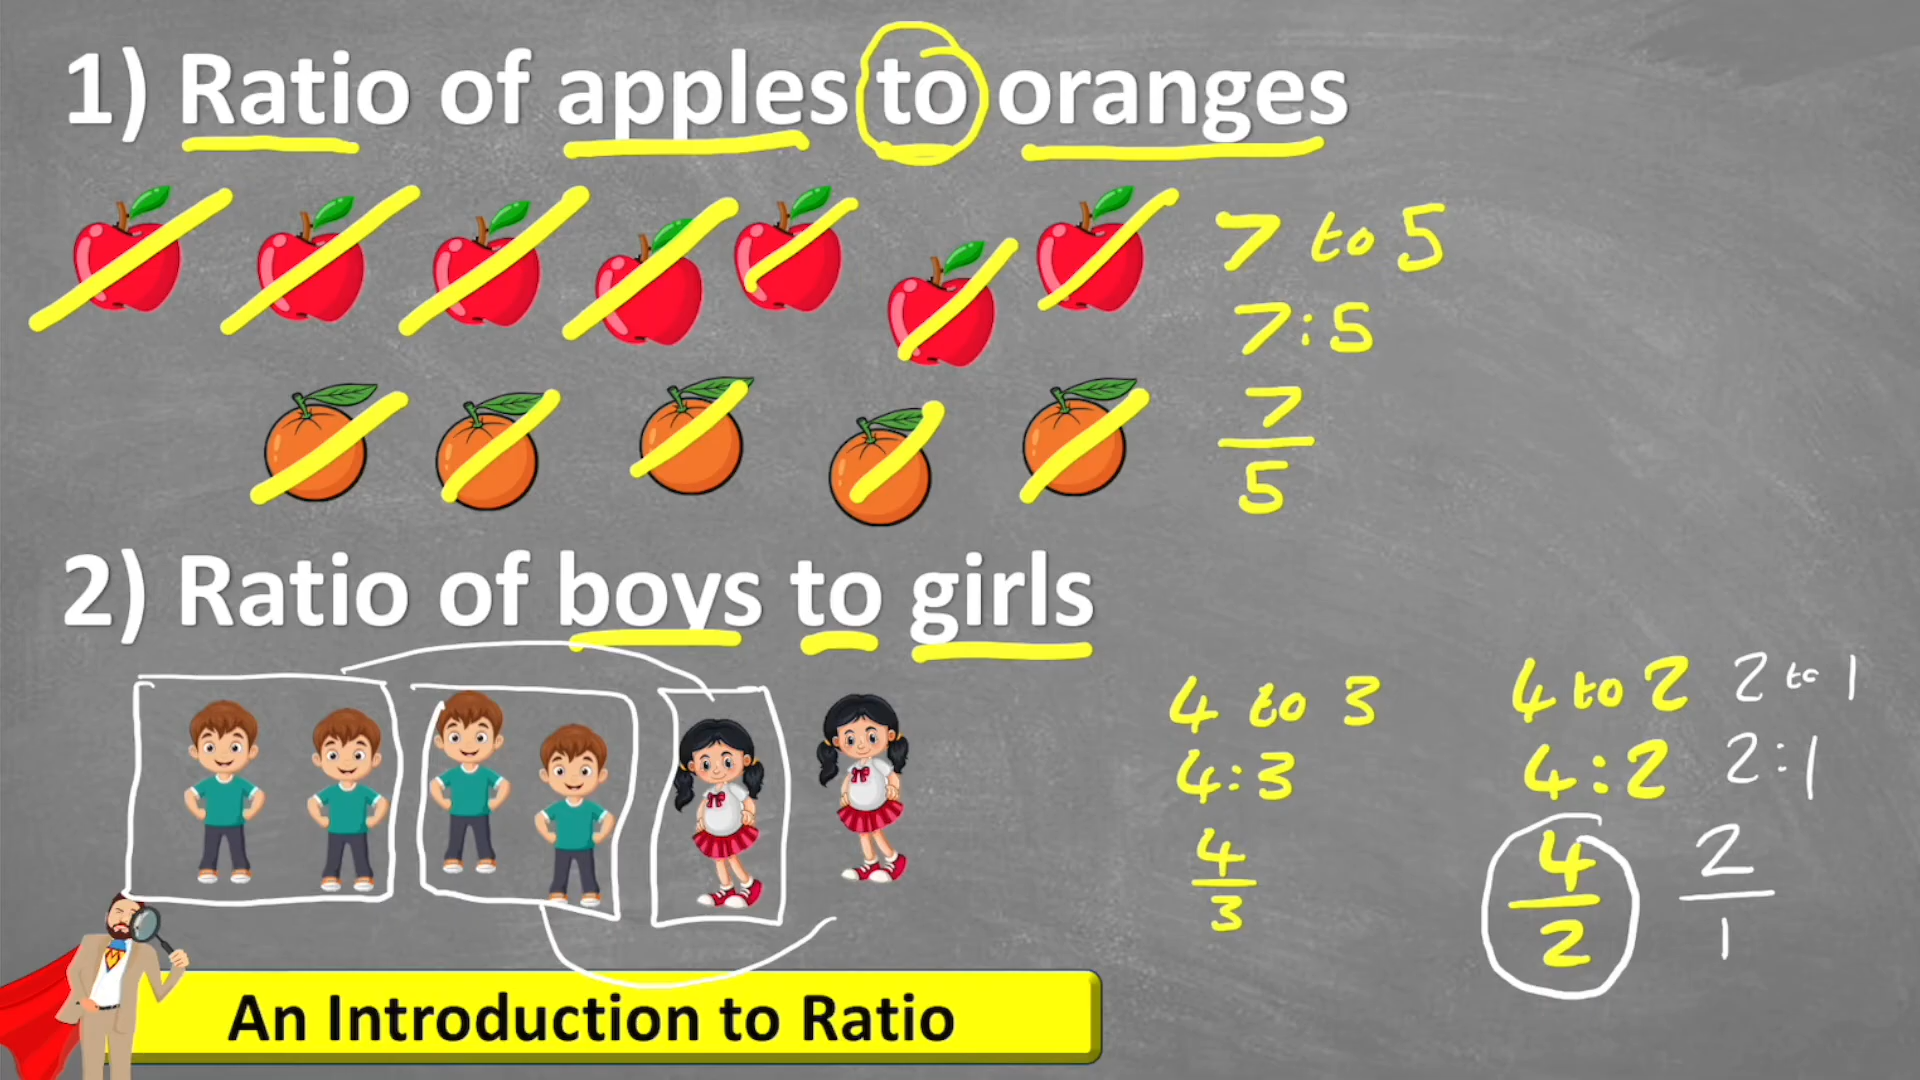 1) Ratio of apples to oranges
7 to 5
7:5
7
5
2) Ratio of boys to girls
4 to 3
4:3
4
3
4 to 2
4:2
4
2
2 to 1
2:1
2
1
An Introduction to Ratio